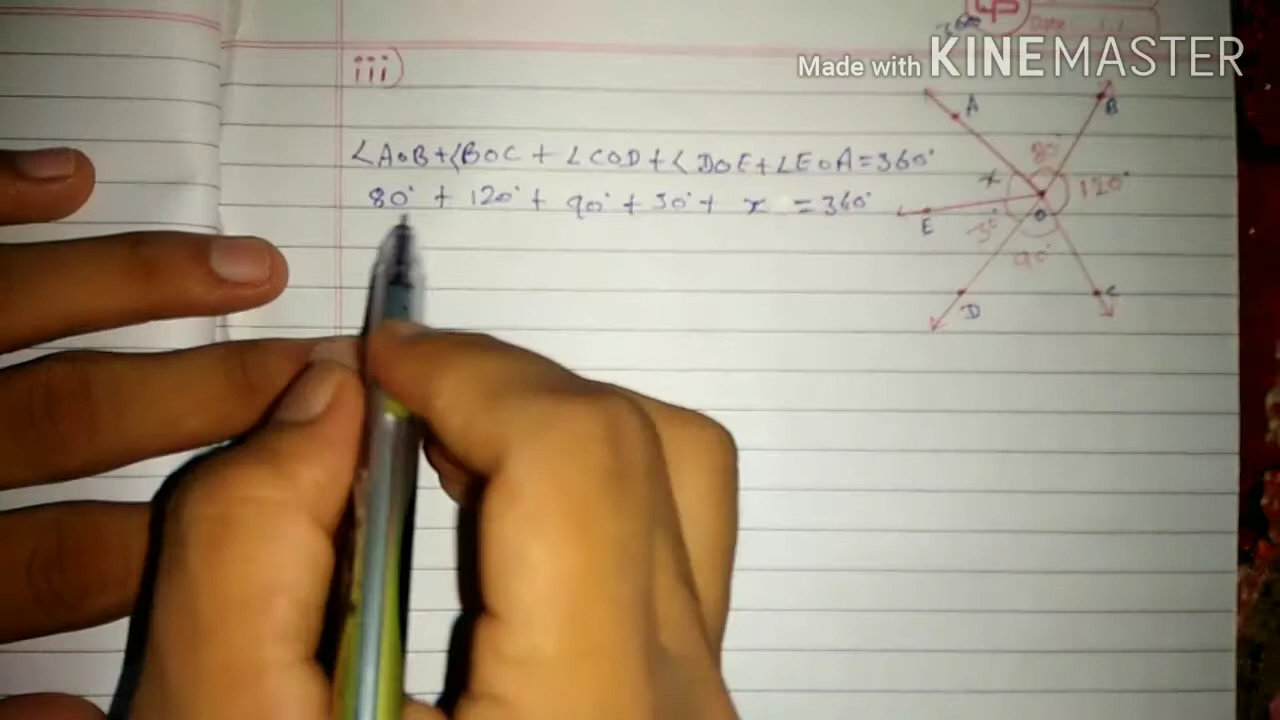 Made with KINEMASTER
iii)
∠AOB+∠BOC + ∠COD+∠DOE+∠EOA=360°
80° + 120° + 90° + 30° + x = 360°
A
B
80°
x
120°
E
O
30°
90°
D
C